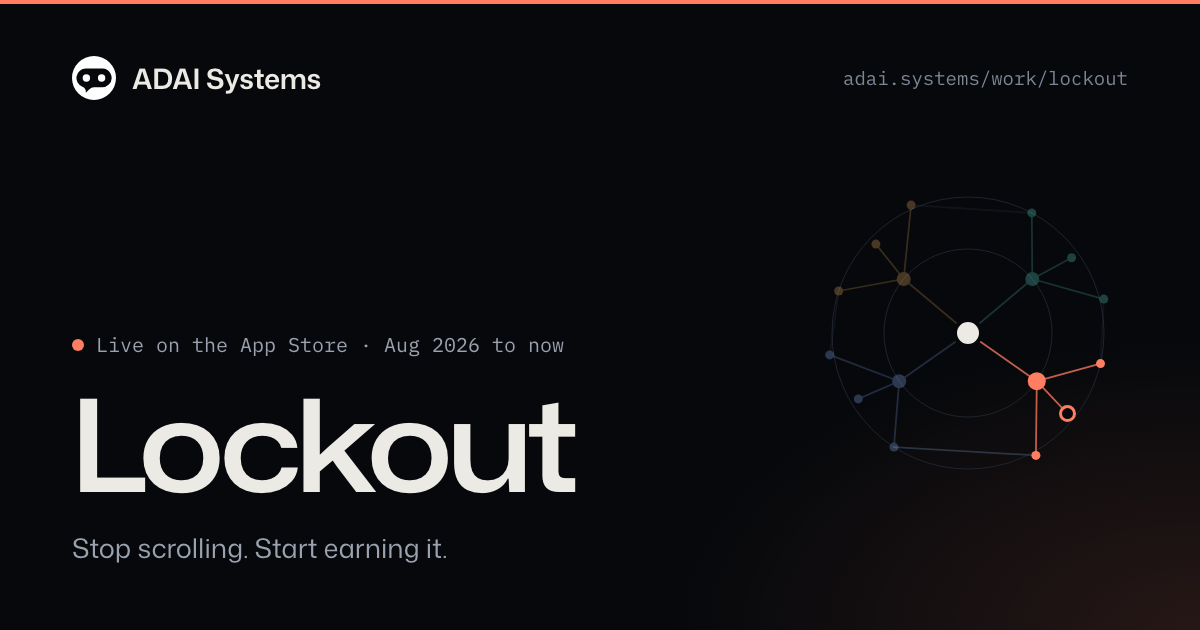 ADAI Systems
adai.systems/work/lockout
Live on the App Store · Aug 2026 to now
Lockout
Stop scrolling. Start earning it.